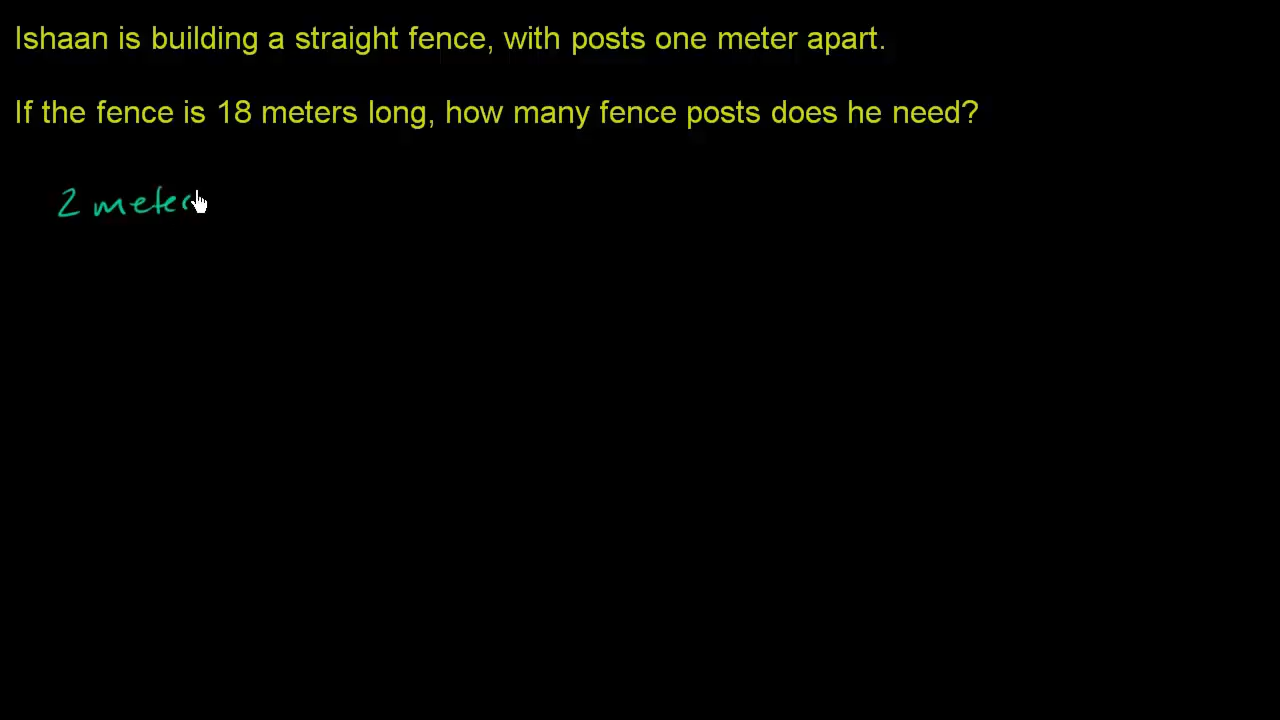 Ishaan is building a straight fence, with posts one meter apart.
If the fence is 18 meters long, how many fence posts does he need?
2 meter